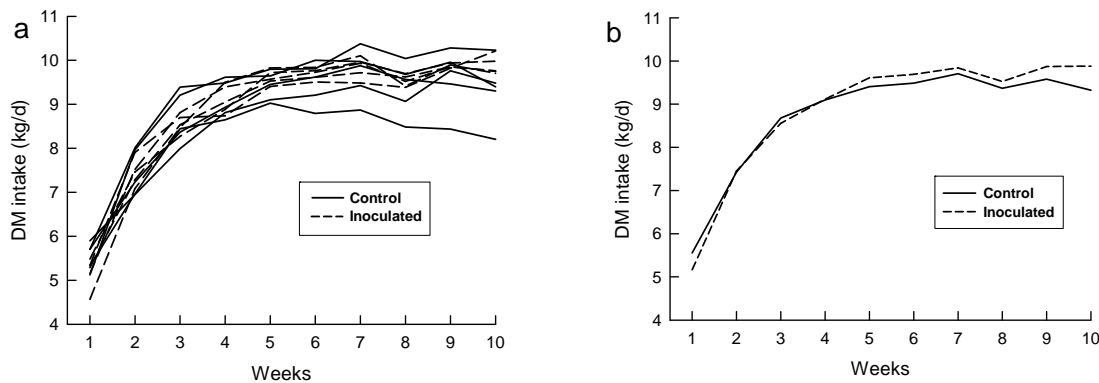 a
DM intake (kg/d)
11
10
9
8
7
6
5
4
Control
Inoculated
1 2 3 4 5 6 7 8 9 10
Weeks
b
DM intake (kg/d)
11
10
9
8
7
6
5
4
Control
Inoculated
1 2 3 4 5 6 7 8 9 10
Weeks